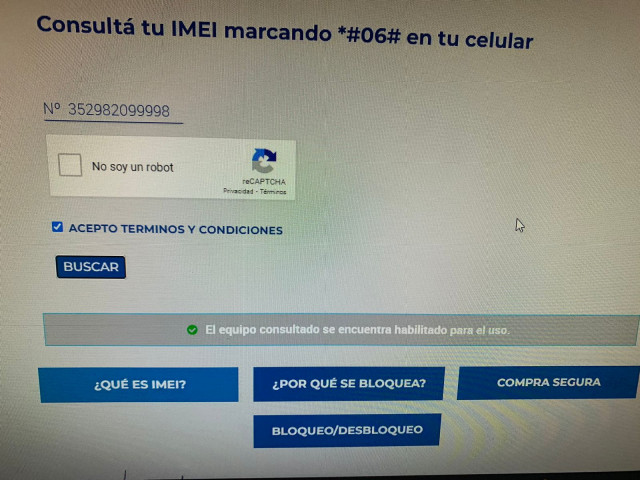 Consultá tu IMEI marcando *#06# en tu celular
Nº 352982099998
No soy un robot
reCAPTCHA
Privacidad - Términos
ACEPTO TERMINOS Y CONDICIONES
BUSCAR
El equipo consultado se encuentra habilitado para el uso.
¿QUÉ ES IMEI? ¿POR QUÉ SE BLOQUEA? COMPRA SEGURA
BLOQUEO/DESBLOQUEO